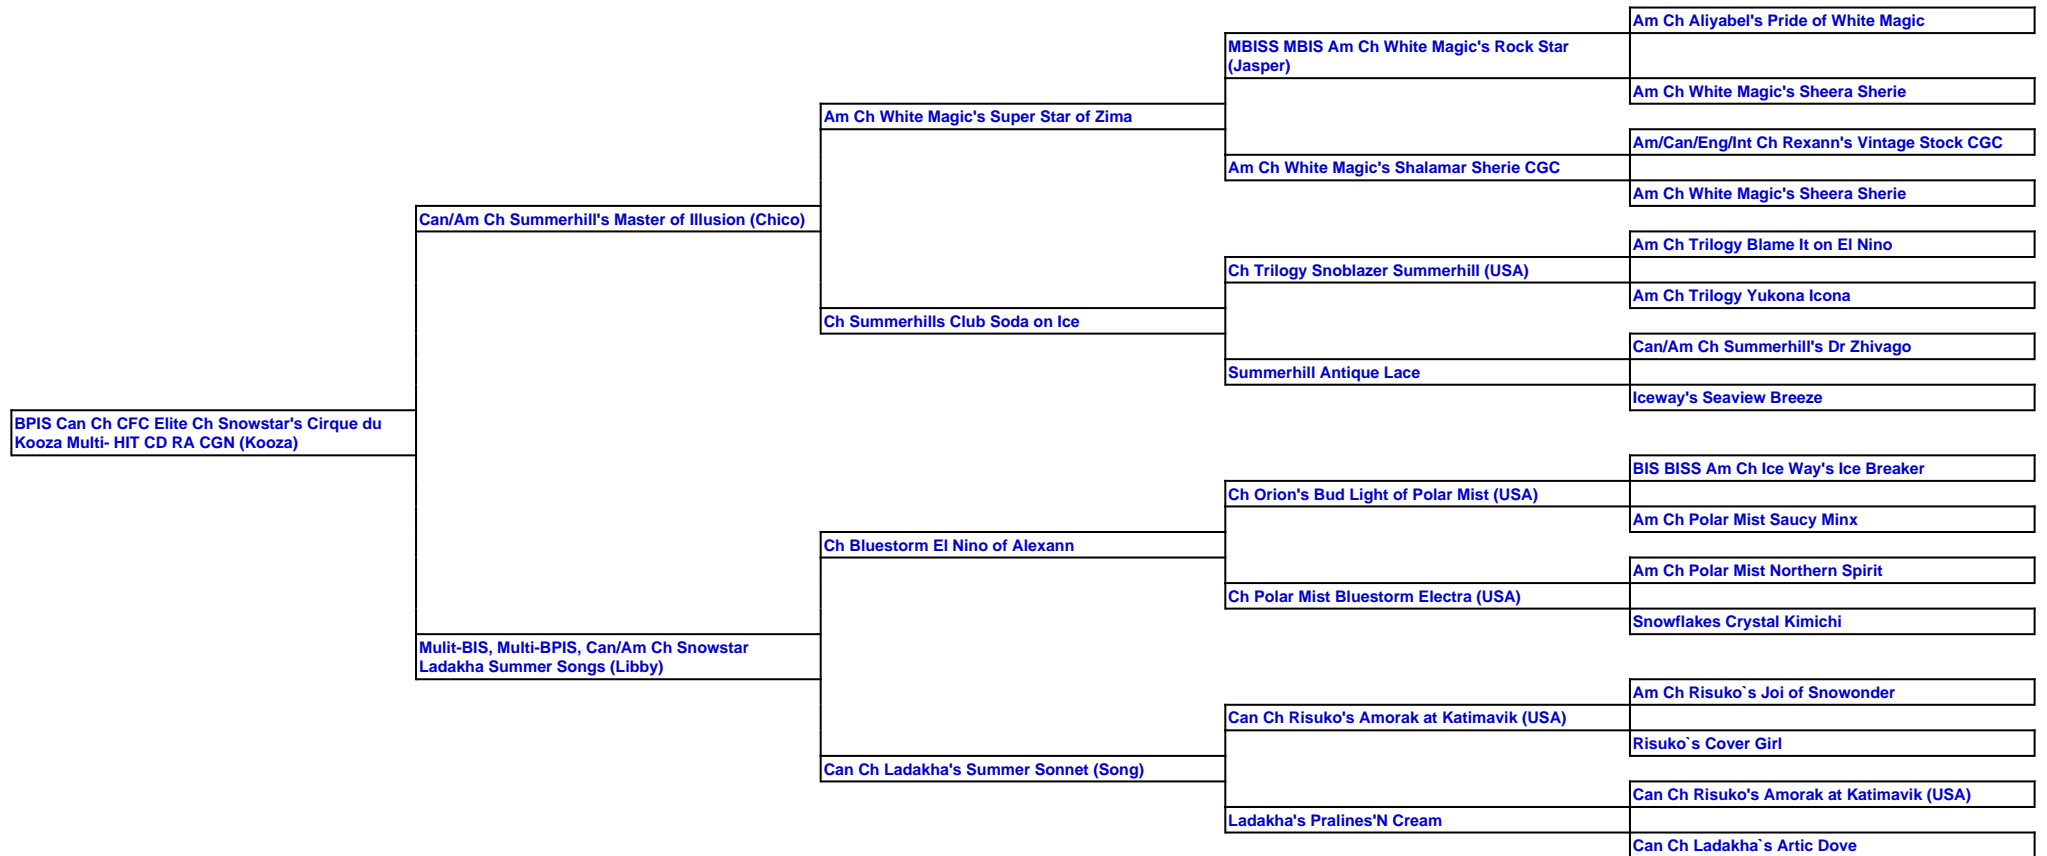 Am Ch Aliyabel's Pride of White Magic
MBISS MBIS Am Ch White Magic's Rock Star
(Jasper)
Am Ch White Magic's Sheera Sherie
Am Ch White Magic's Super Star of Zima
Am/Can/Eng/Int Ch Rexann's Vintage Stock CGC
Am Ch White Magic's Shalamar Sherie CGC
Am Ch White Magic's Sheera Sherie
Can/Am Ch Summerhill's Master of Illusion (Chico)
Am Ch Trilogy Blame It on El Nino
Ch Trilogy Snoblazer Summerhill (USA)
Am Ch Trilogy Yukona Icona
Ch Summerhills Club Soda on Ice
Can/Am Ch Summerhill's Dr Zhivago
Summerhill Antique Lace
Iceway's Seaview Breeze
BPIS Can Ch CFC Elite Ch Snowstar's Cirque du
Kooza Multi- HIT CD RA CGN (Kooza)
BIS BISS Am Ch Ice Way's Ice Breaker
Ch Orion's Bud Light of Polar Mist (USA)
Am Ch Polar Mist Saucy Minx
Ch Bluestorm El Nino of Alexann
Am Ch Polar Mist Northern Spirit
Ch Polar Mist Bluestorm Electra (USA)
Snowflakes Crystal Kimichi
Mulit-BIS, Multi-BPIS, Can/Am Ch Snowstar
Ladakha Summer Songs (Libby)
Am Ch Risuko`s Joi of Snowonder
Can Ch Risuko's Amorak at Katimavik (USA)
Risuko`s Cover Girl
Can Ch Ladakha's Summer Sonnet (Song)
Can Ch Risuko's Amorak at Katimavik (USA)
Ladakha's Pralines'N Cream
Can Ch Ladakha`s Artic Dove